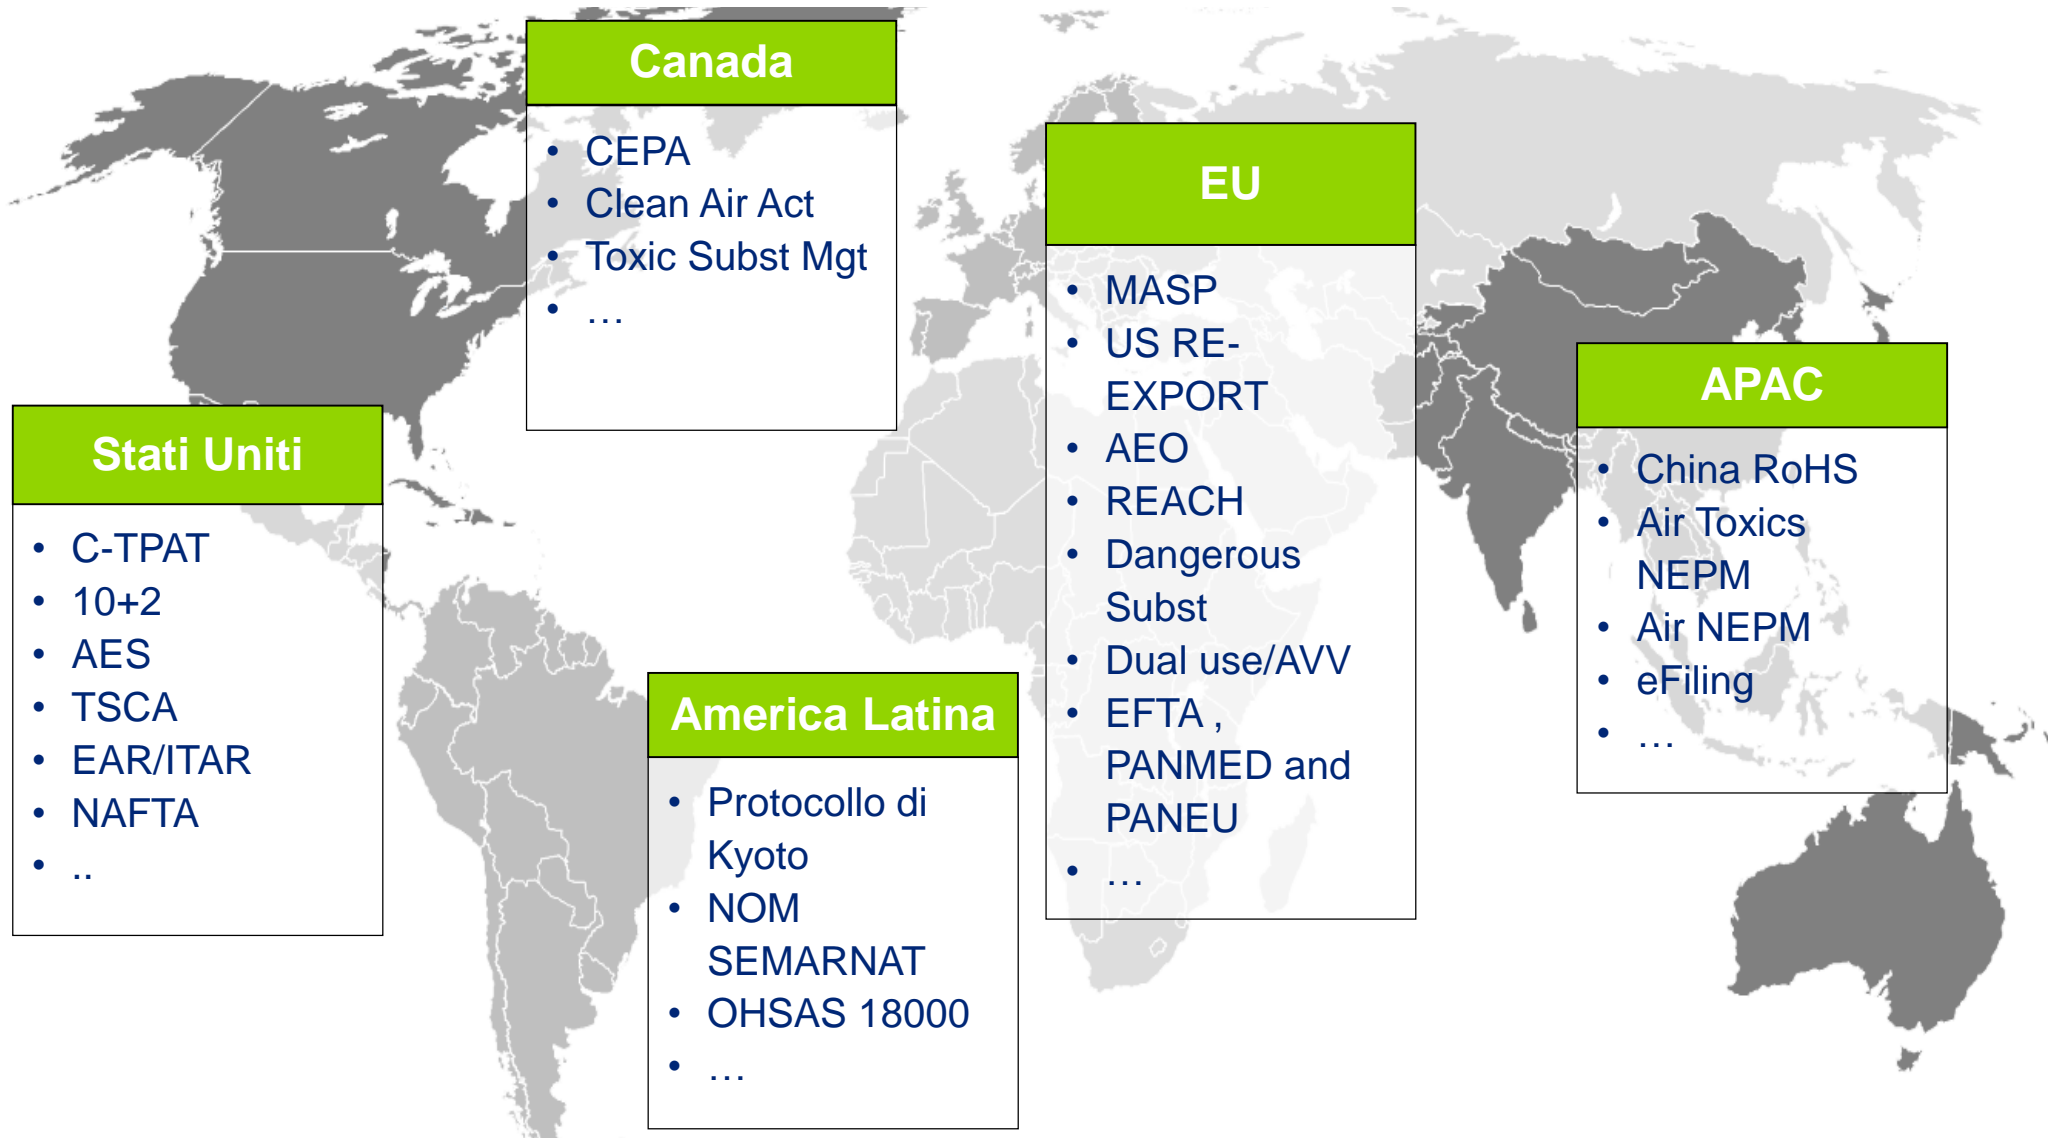 Canada
• CEPA
• Clean Air Act
• Toxic Subst Mgt
• …
EU
• MASP
• US RE-
EXPORT
• AEO
• REACH
• Dangerous
Subst
• Dual use/AVV
• EFTA ,
PANMED and
PANEU
• …
APAC
• China RoHS
• Air Toxics
NEPM
• Air NEPM
• eFiling
• …
Stati Uniti
• C-TPAT
• 10+2
• AES
• TSCA
• EAR/ITAR
• NAFTA
• ..
America Latina
• Protocollo di
Kyoto
• NOM
SEMARNAT
• OHSAS 18000
• …